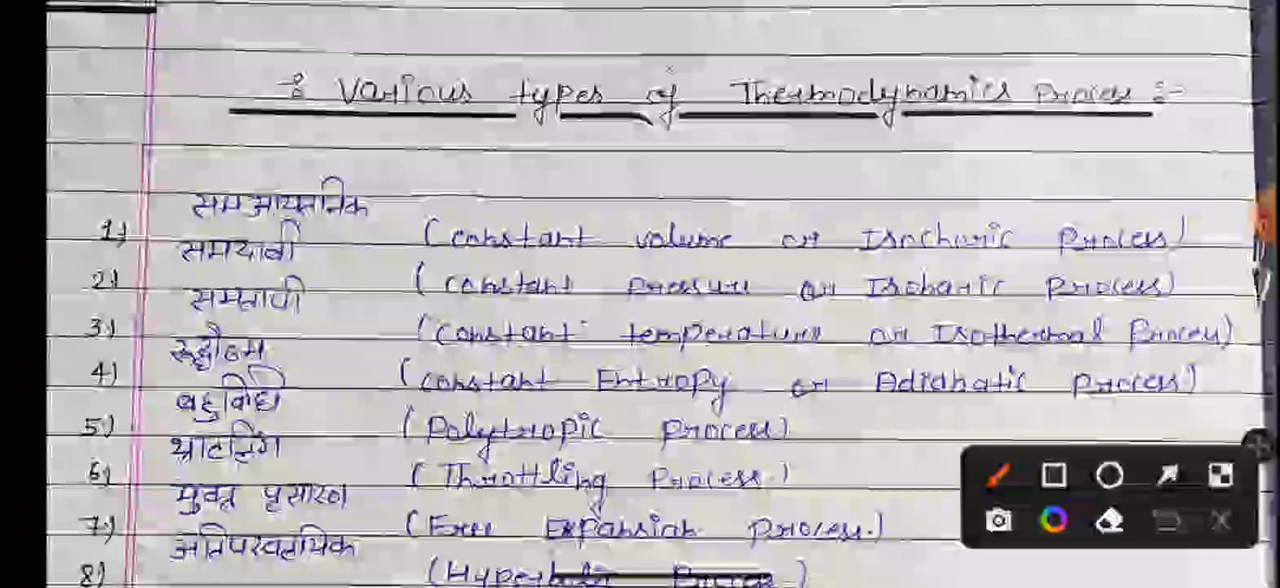 :- Various types of Thermodynamics Process :-
1) समआयतनिक (constant volume or Isochoric Process)
2) समदाबी (constant pressure or Isobaric Process)
3) समतापी (constant temperature or Isothermal Process)
4) रूद्धौष्म (constant Entropy or Adiabatic Process)
5) बहुविधि (Polytropic Process)
6) थ्राटलिंग (Throttling Process.)
7) मुक्त प्रसारण (Free Expansion Process.)
8) अतिपरवलयिक (Hyperbolic Process)